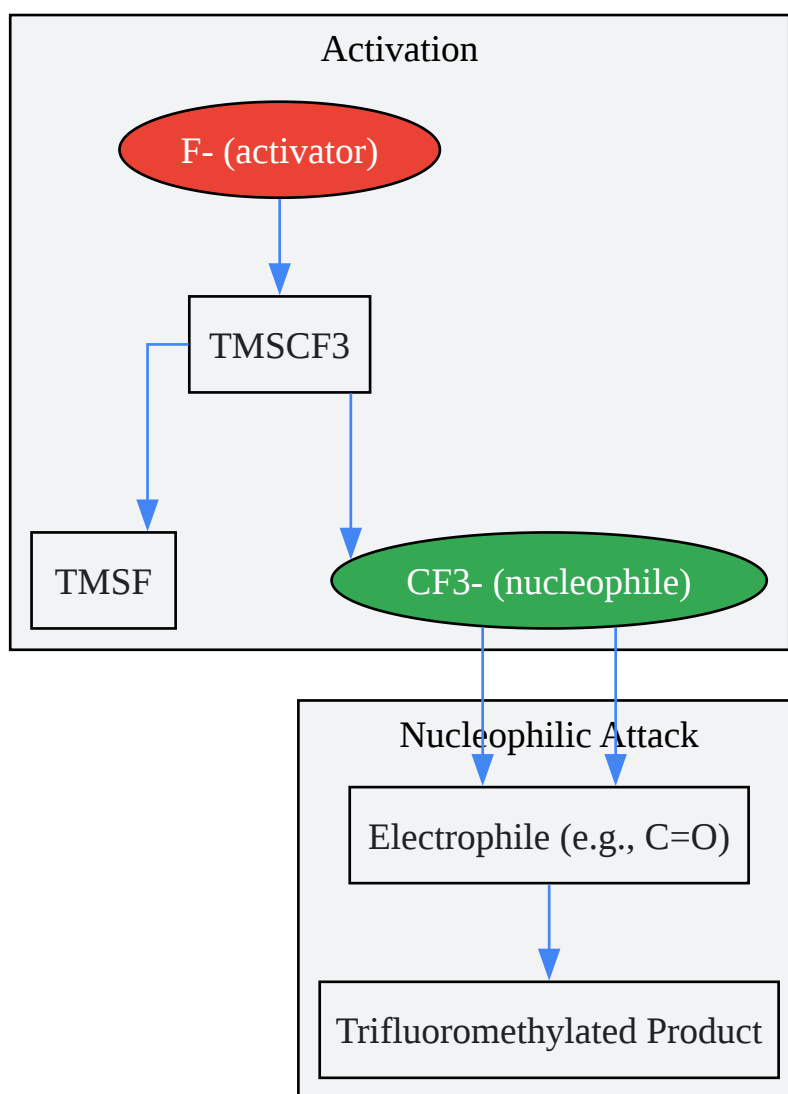 Activation
F- (activator)
TMSCF3
TMSF
CF3- (nucleophile)
Nucleophilic Attack
Electrophile (e.g., C=O)
Trifluoromethylated Product